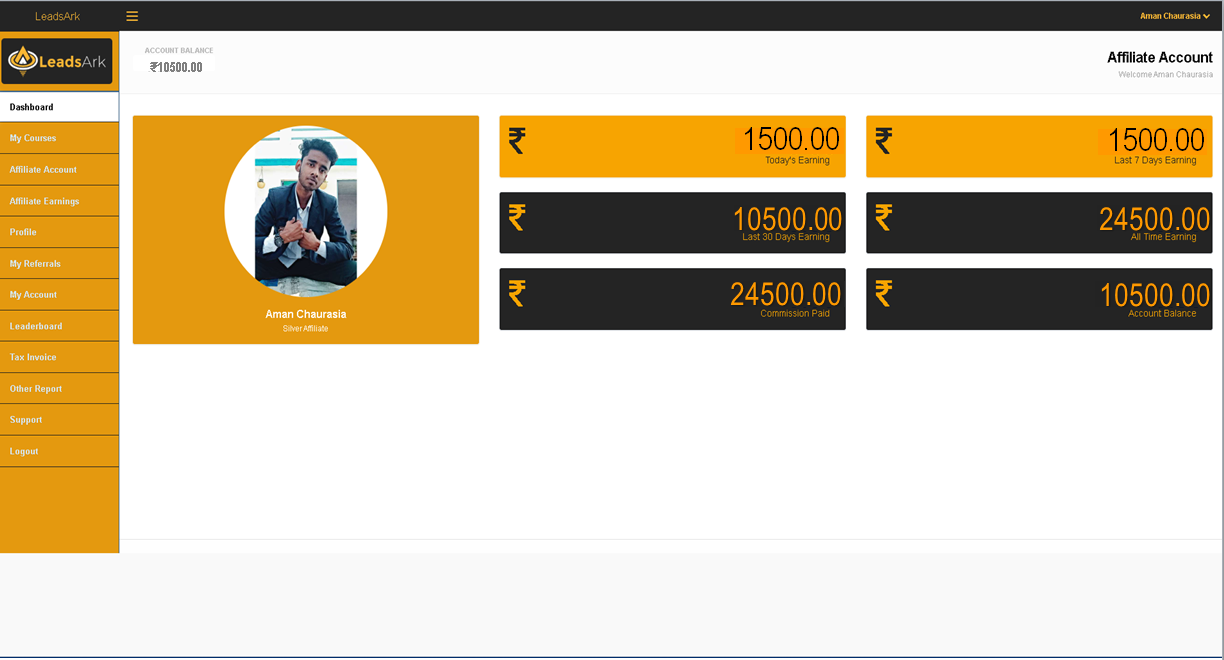 LeadsArk
Aman Chaurasia
LeadsArk
ACCOUNT BALANCE
₹10500.00
Affiliate Account
Welcome Aman Chaurasia
Dashboard
My Courses
Affiliate Account
Affiliate Earnings
Profile
My Referrals
My Account
Leaderboard
Tax Invoice
Other Report
Support
Logout
Aman Chaurasia
Silver Affiliate
₹ 1500.00
Today's Earning
₹ 1500.00
Last 7 Days Earning
₹ 10500.00
Last 30 Days Earning
₹ 24500.00
All Time Earning
₹ 24500.00
Commission Paid
₹ 10500.00
Account Balance